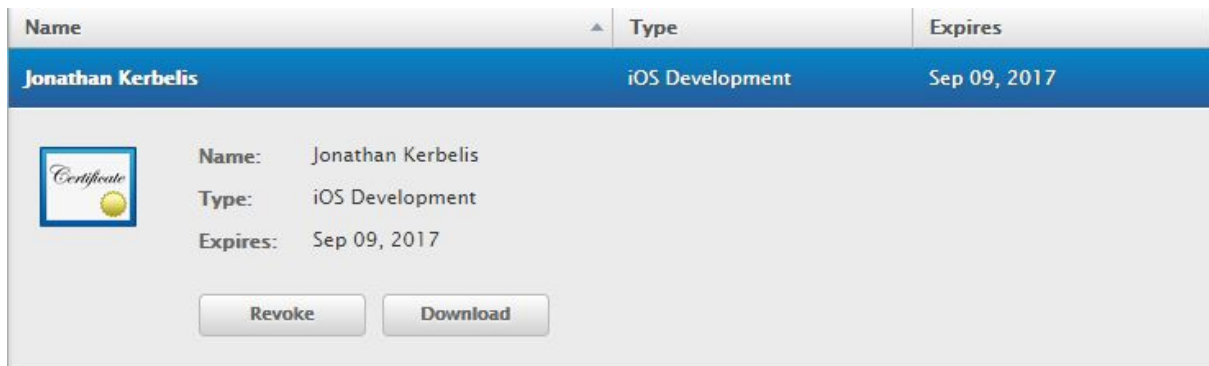 Name Type Expires
Jonathan Kerbelis iOS Development Sep 09, 2017
Certificate
Name: Jonathan Kerbelis
Type: iOS Development
Expires: Sep 09, 2017
Revoke Download